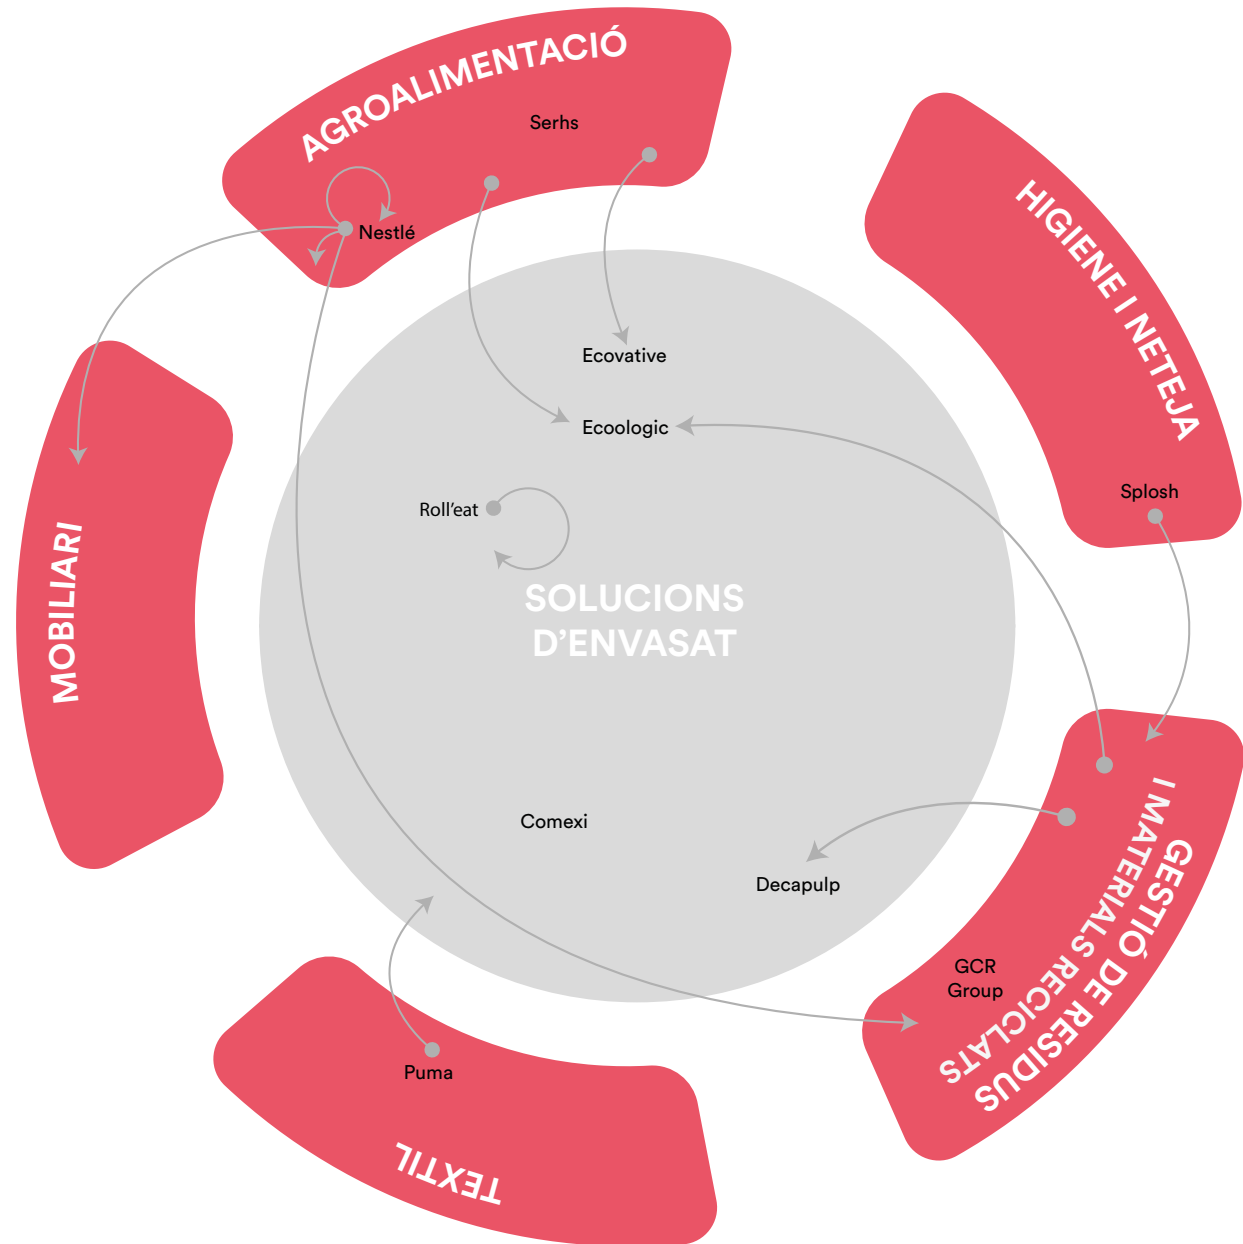 AGROALIMENTACIÓ
Serhs
Nestlé
HIGIENE I NETEJA
Splosh
Ecovative
Ecoologic
Roll'eat
SOLUCIONS
D'ENVASAT
MOBILIARI
Comexi
Decapulp
GESTIÓ DE RESIDUS
I MATERIALS RECICLATS
GCR
Group
Puma
TEXTIL